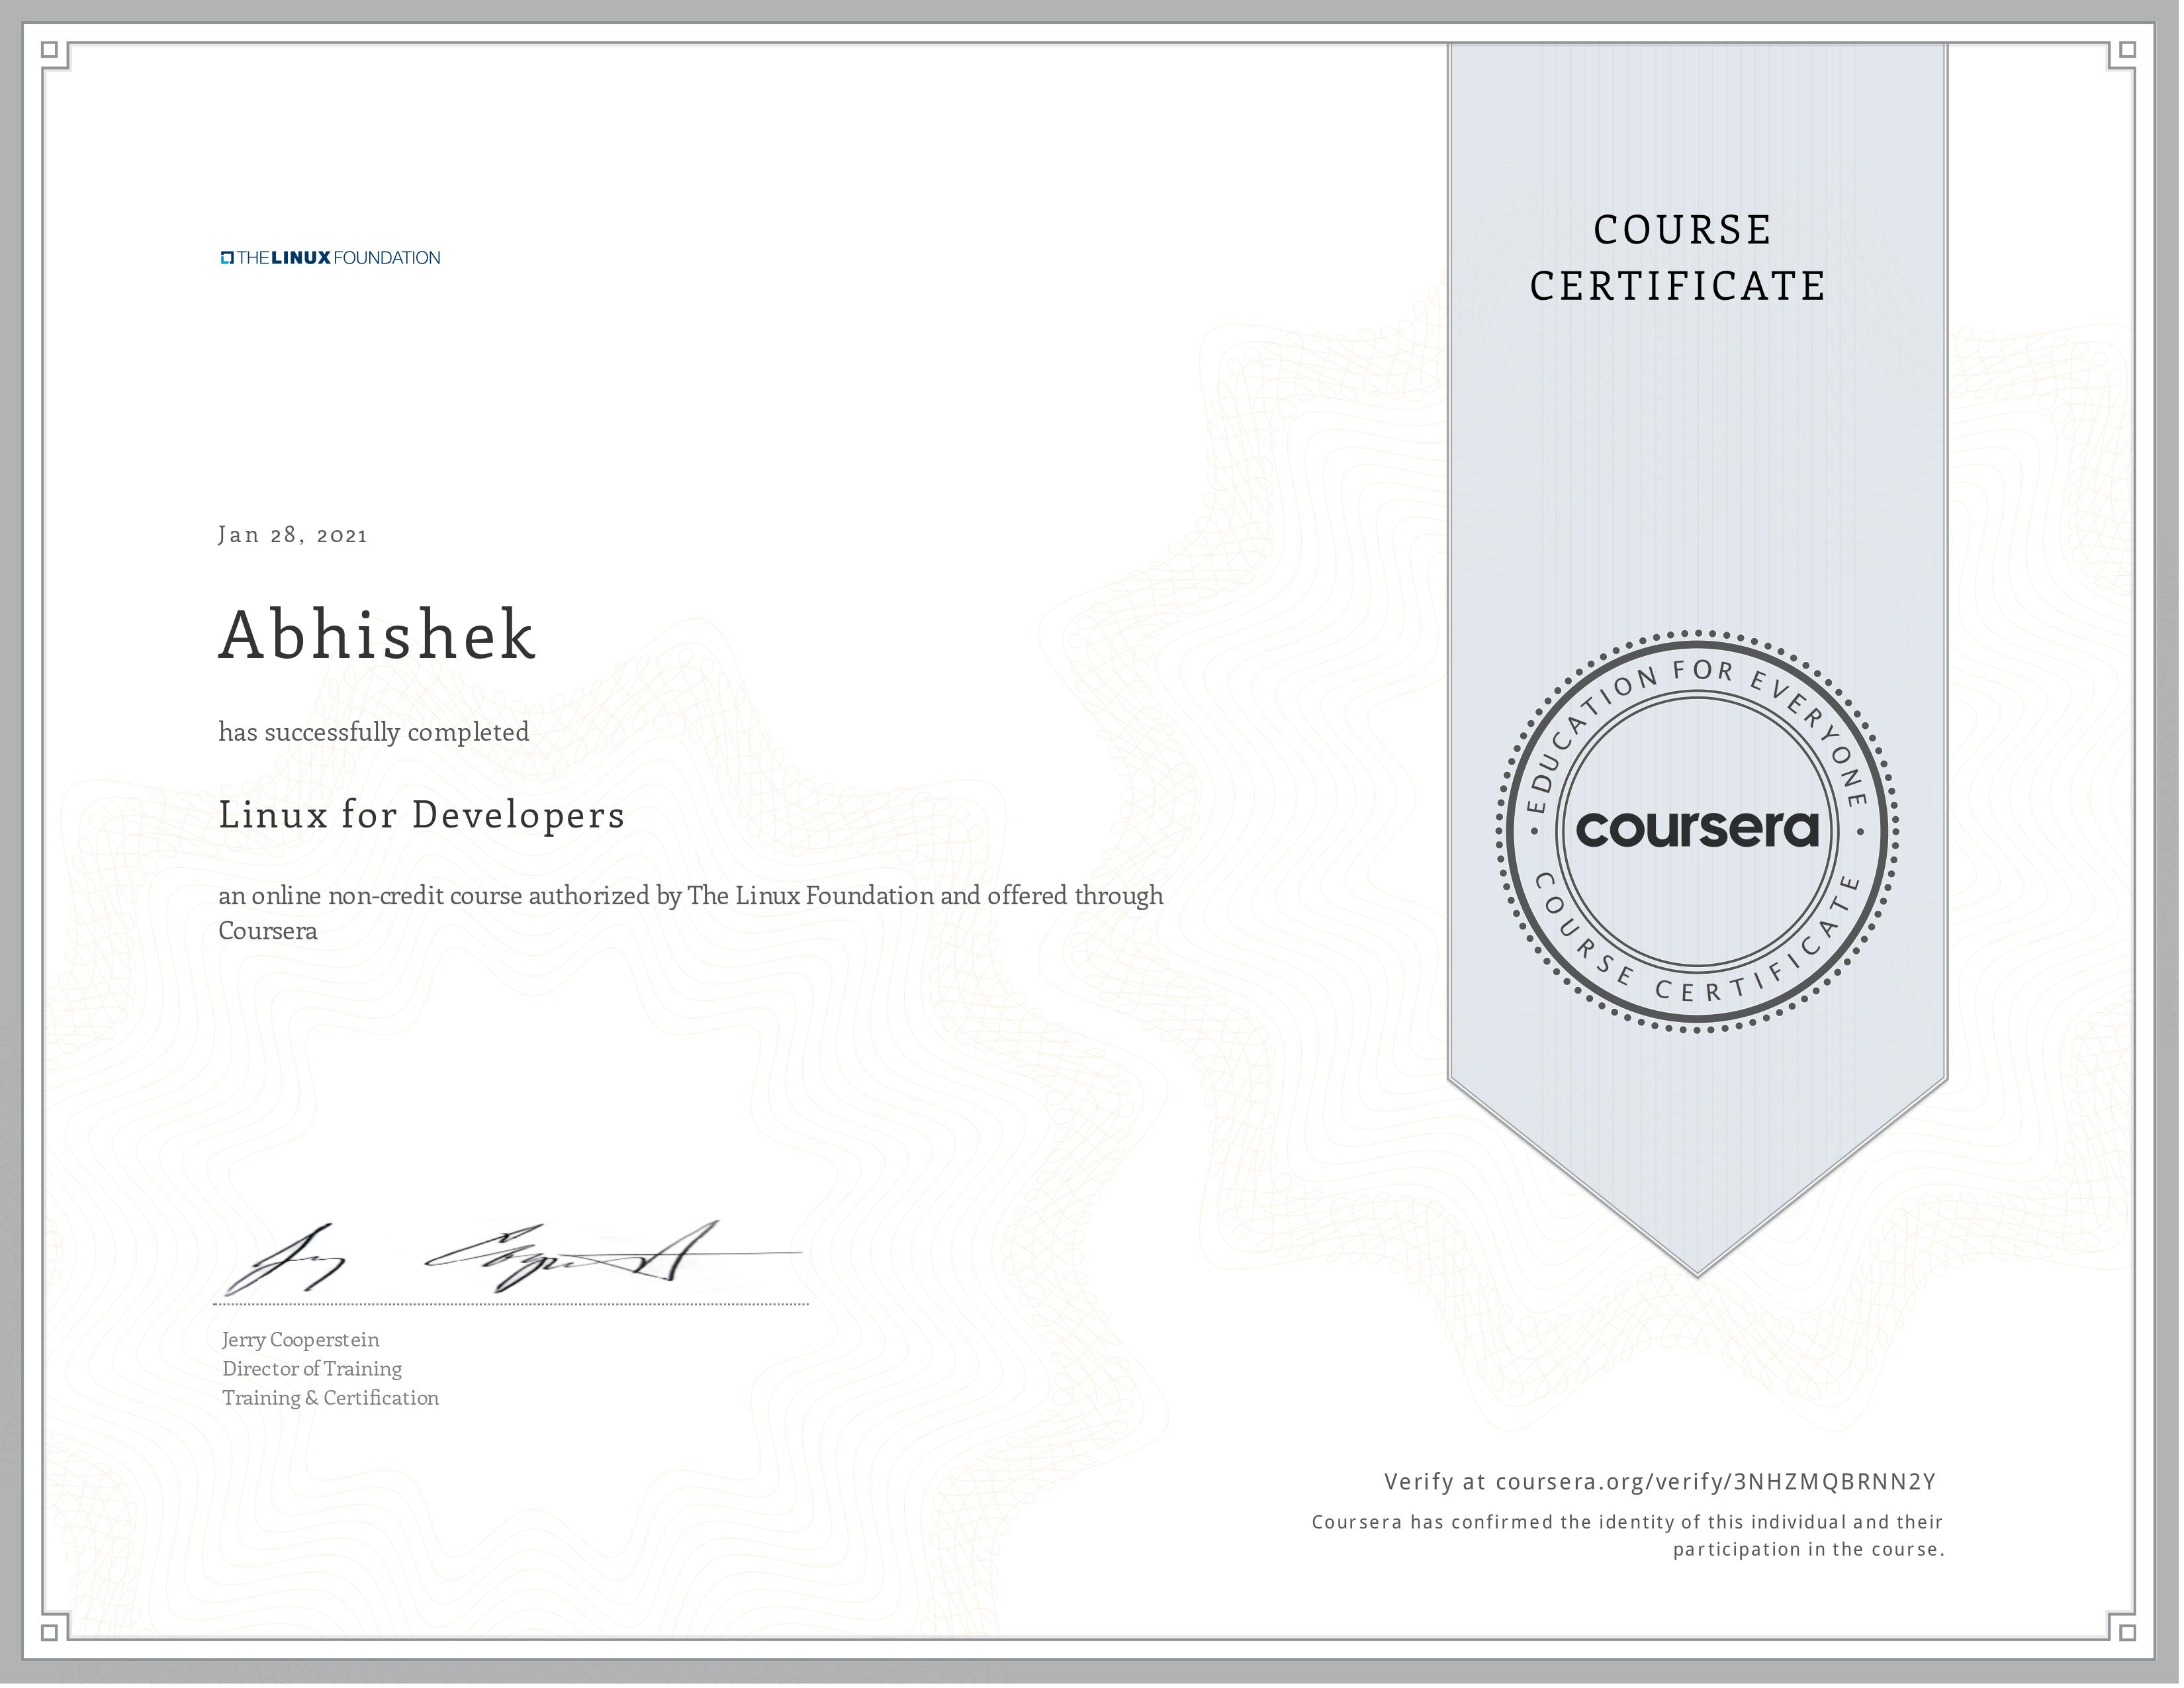 THE LINUX FOUNDATION
COURSE
CERTIFICATE
Jan 28, 2021
Abhishek
has successfully completed
Linux for Developers
an online non-credit course authorized by The Linux Foundation and offered through
Coursera
EDUCATION FOR EVERYONE
coursera
COURSE CERTIFICATE
Jerry Cooperstein
Director of Training
Training & Certification
Verify at coursera.org/verify/3NHZMQBRNN2Y
Coursera has confirmed the identity of this individual and their
participation in the course.